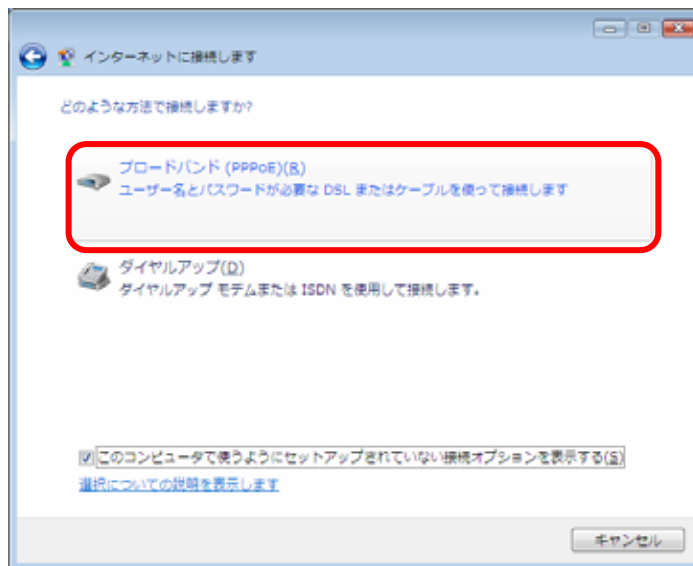 インターネットに接続します
どのような方法で接続しますか?
ブロードバンド (PPPoE)(R)
ユーザー名とパスワードが必要な DSL またはケーブルを使って接続します
ダイヤルアップ(D)
ダイヤルアップ モデムまたは ISDN を使用して接続します。
このコンピュータで使うようにセットアップされていない接続オプションを表示する(S)
選択についての説明を表示します
キャンセル